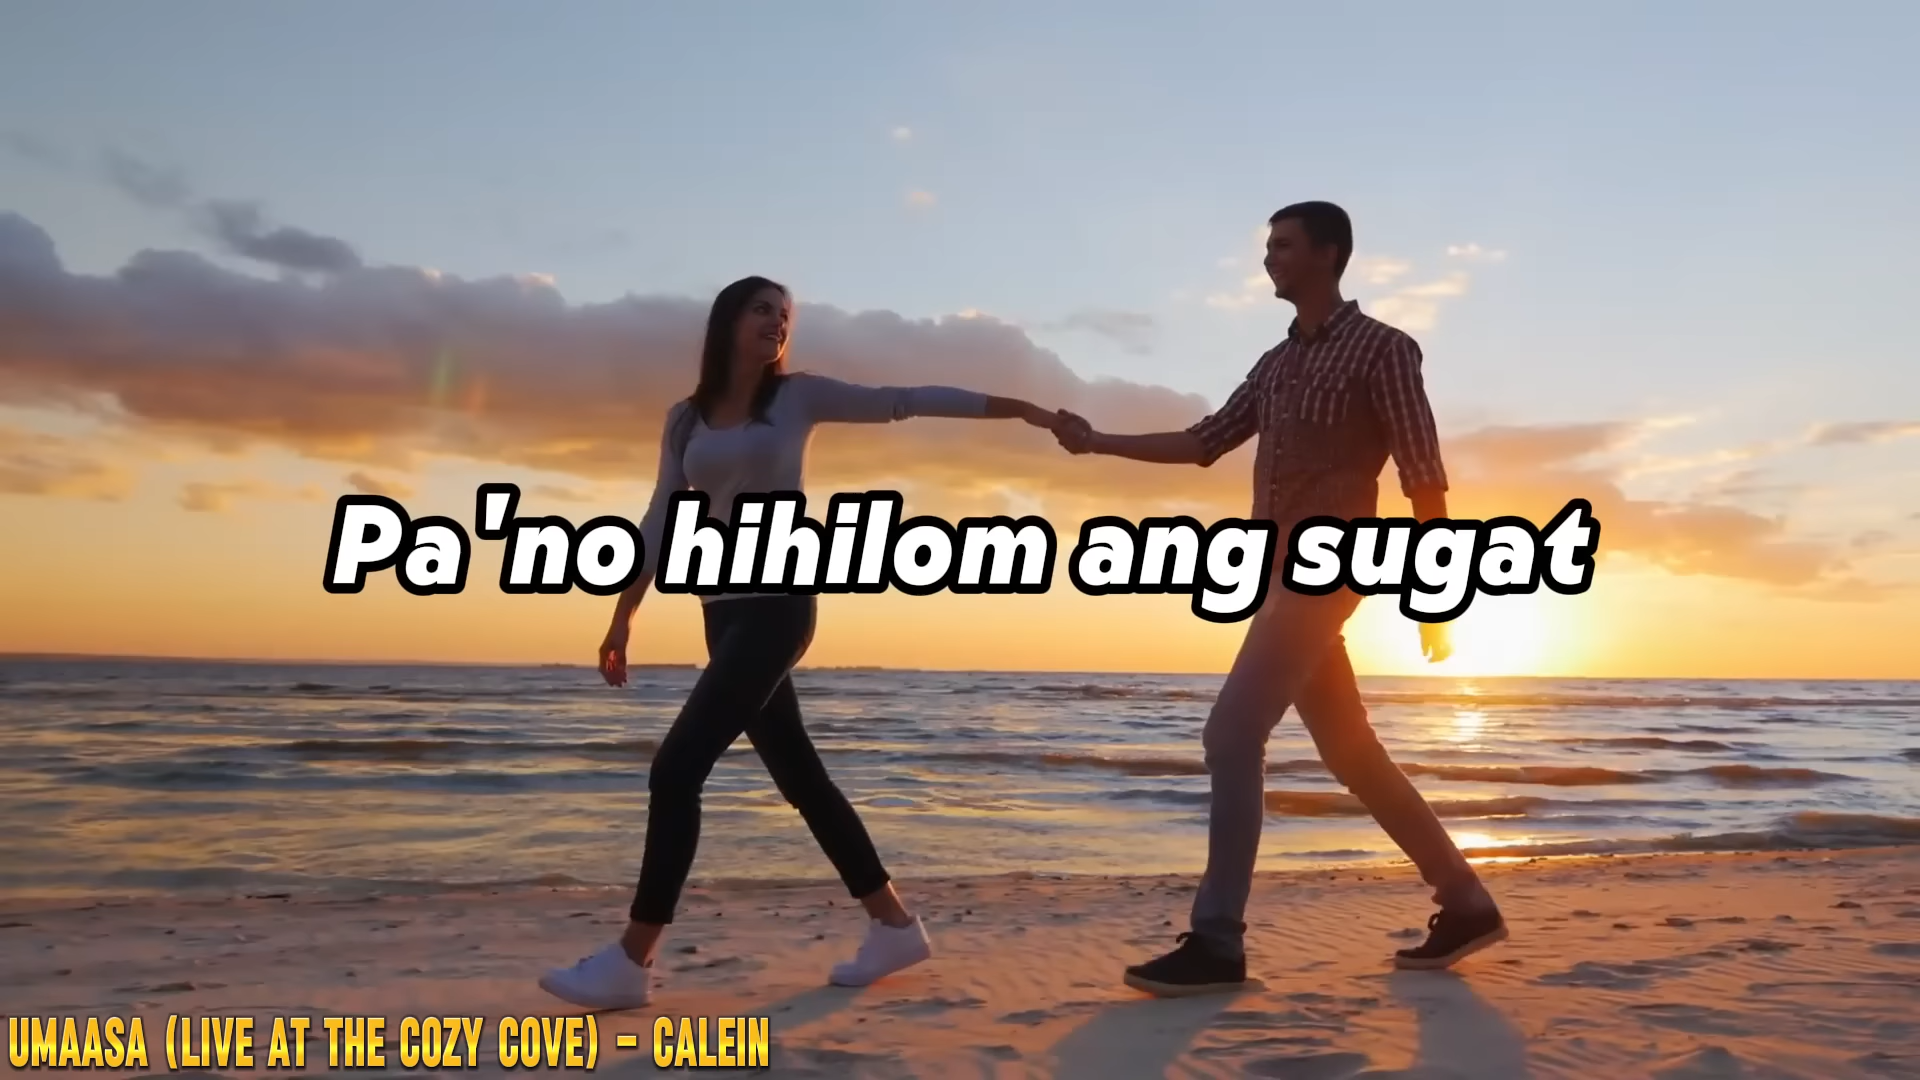 Pa'no hihilom ang sugat
UMAASA (LIVE AT THE COZY COVE) - CALEIN